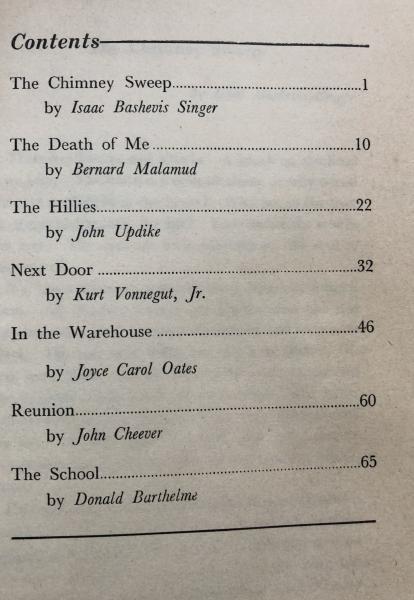 Contents
The Chimney Sweep..........................................1
by Isaac Bashevis Singer
The Death of Me.............................................10
by Bernard Malamud
The Hillies.........................................................22
by John Updike
Next Door .........................................................32
by Kurt Vonnegut, Jr.
In the Warehouse .............................................46
by Joyce Carol Oates
Reunion............................................................60
by John Cheever
The School.......................................................65
by Donald Barthelme